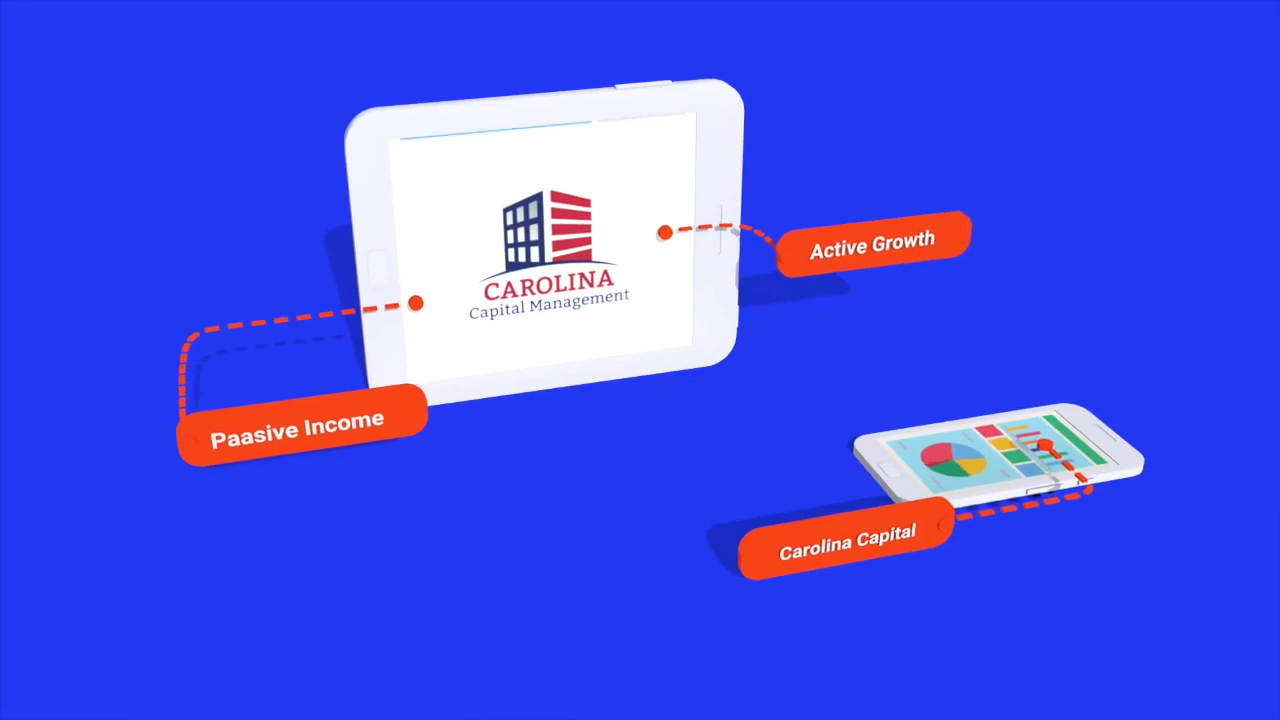 CAROLINA
Capital Management
Active Growth
Paasive Income
Carolina Capital